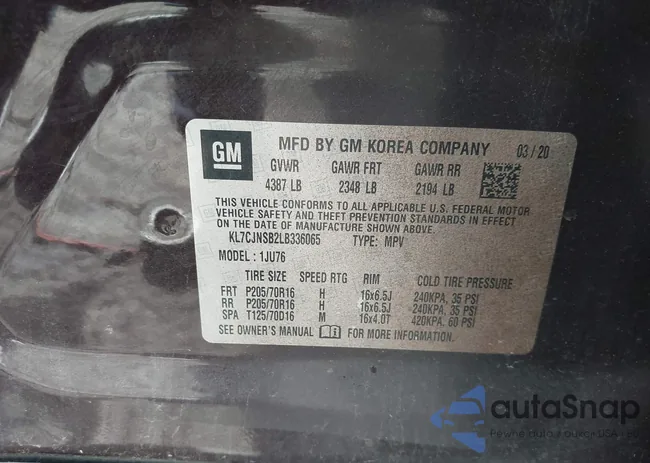 GM
MFD BY GM KOREA COMPANY 03/20
GVWR GAWR FRT GAWR RR
4387 LB 2348 LB 2194 LB
THIS VEHICLE CONFORMS TO ALL APPLICABLE U.S. FEDERAL MOTOR
VEHICLE SAFETY AND THEFT PREVENTION STANDARDS IN EFFECT
ON THE DATE OF MANUFACTURE SHOWN ABOVE.
KL7CJNSB2LB336065 TYPE: MPV
MODEL: 1JU76
TIRE SIZE SPEED RTG RIM COLD TIRE PRESSURE
FRT P205/70R16 H 16x6.5J 240KPA, 35 PSI
RR P205/70R16 H 16x6.5J 240KPA, 35 PSI
SPA T125/70D16 M 16x4.0T 420KPA, 60 PSI
SEE OWNER'S MANUAL FOR MORE INFORMATION.
autaSnap